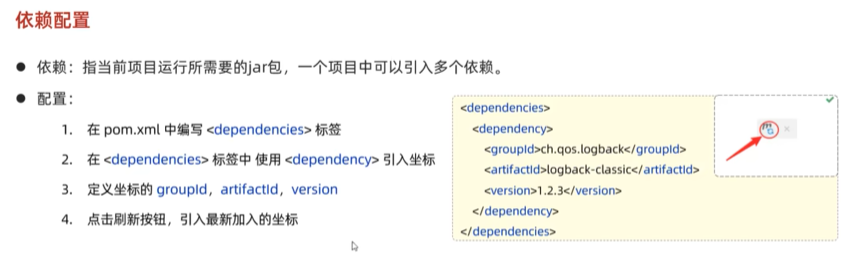 依赖配置
● 依赖：指当前项目运行所需要的jar包，一个项目中可以引入多个依赖。
● 配置：
1. 在 pom.xml 中编写 <dependencies> 标签
2. 在 <dependencies> 标签中 使用 <dependency> 引入坐标
3. 定义坐标的 groupId，artifactId，version
4. 点击刷新按钮，引入最新加入的坐标
<dependencies>
<dependency>
<groupId>ch.qos.logback</groupId>
<artifactId>logback-classic</artifactId>
<version>1.2.3</version>
</dependency>
</dependencies>